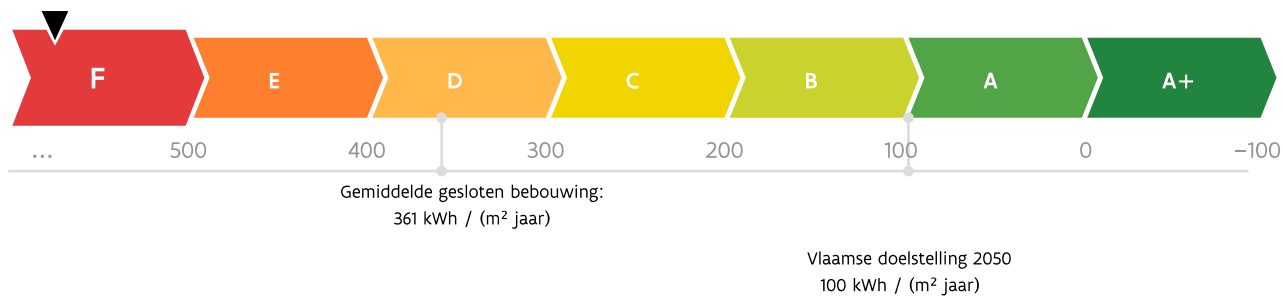 F E D C B A A+
... 500 400 300 200 100 0 –100
Gemiddelde gesloten bebouwing:
361 kWh / (m² jaar)
Vlaamse doelstelling 2050
100 kWh / (m² jaar)